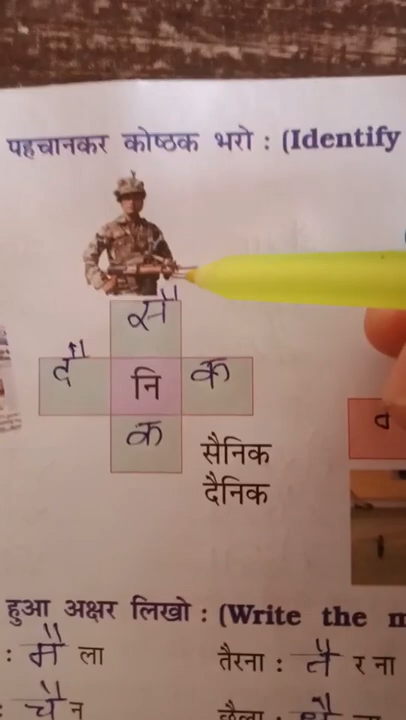 पहचानकर कोष्ठक भरो : (Identify
सै
दै नि क
क
सैनिक
दैनिक
हुआ अक्षर लिखो : (Write the m
: मै ला
तैरना : तै र ना
: चै न